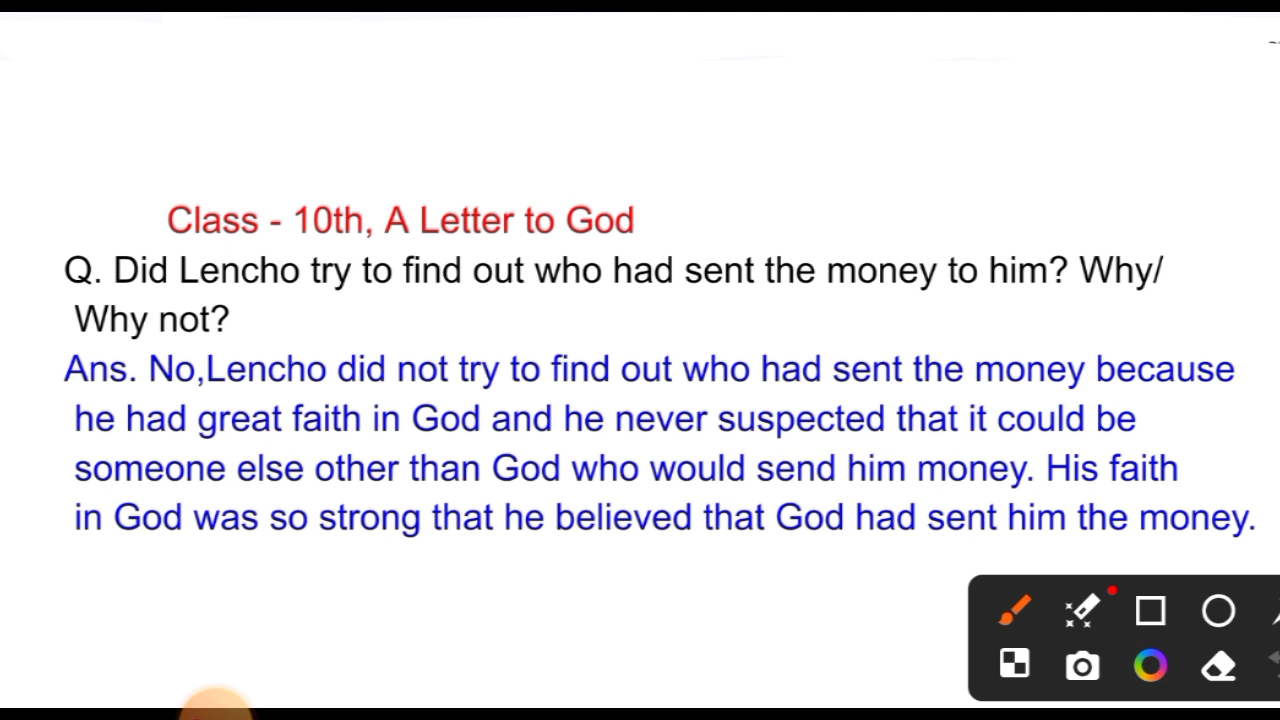 Class - 10th, A Letter to God
Q. Did Lencho try to find out who had sent the money to him? Why/
Why not?
Ans. No,Lencho did not try to find out who had sent the money because
he had great faith in God and he never suspected that it could be
someone else other than God who would send him money. His faith
in God was so strong that he believed that God had sent him the money.